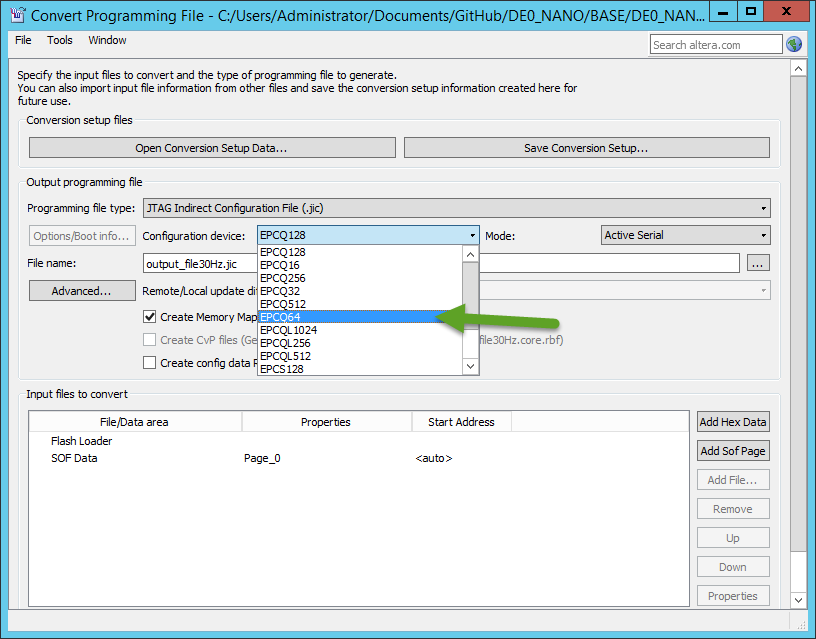 Convert Programming File - C:/Users/Administrator/Documents/GitHub/DE0_NANO/BASE/DE0_NAN...
File Tools Window
Search altera.com
Specify the input files to convert and the type of programming file to generate.
You can also import input file information from other files and save the conversion setup information created here for
future use.
Conversion setup files
Open Conversion Setup Data...
Save Conversion Setup...
Output programming file
Programming file type: JTAG Indirect Configuration File (.jic)
Options/Boot info... Configuration device: EPCQ128 Mode: Active Serial
EPCQ128
File name: output_file30Hz.jic ...
EPCQ16
EPCQ256
Advanced... Remote/Local update di
EPCQ32
EPCQ512
Create Memory Map
EPCQ64
EPCQL1024
Create CvP files (Ge
file30Hz.core.rbf)
EPCQL256
EPCQL512
Create config data
EPCS128
Input files to convert
File/Data area Properties Start Address
Flash Loader
SOF Data Page_0 <auto>
Add Hex Data
Add Sof Page
Add File...
Remove
Up
Down
Properties